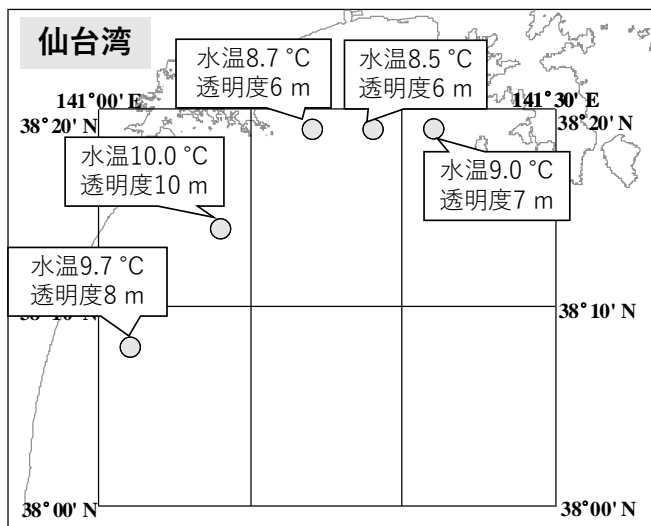 仙台湾
水温8.7 °C
透明度6 m
水温8.5 °C
透明度6 m
141°00' E
141°30' E
38°20' N
38°20' N
水温10.0 °C
透明度10 m
水温9.0 °C
透明度7 m
水温9.7 °C
透明度8 m
38°10' N
38°10' N
38°00' N
38°00' N